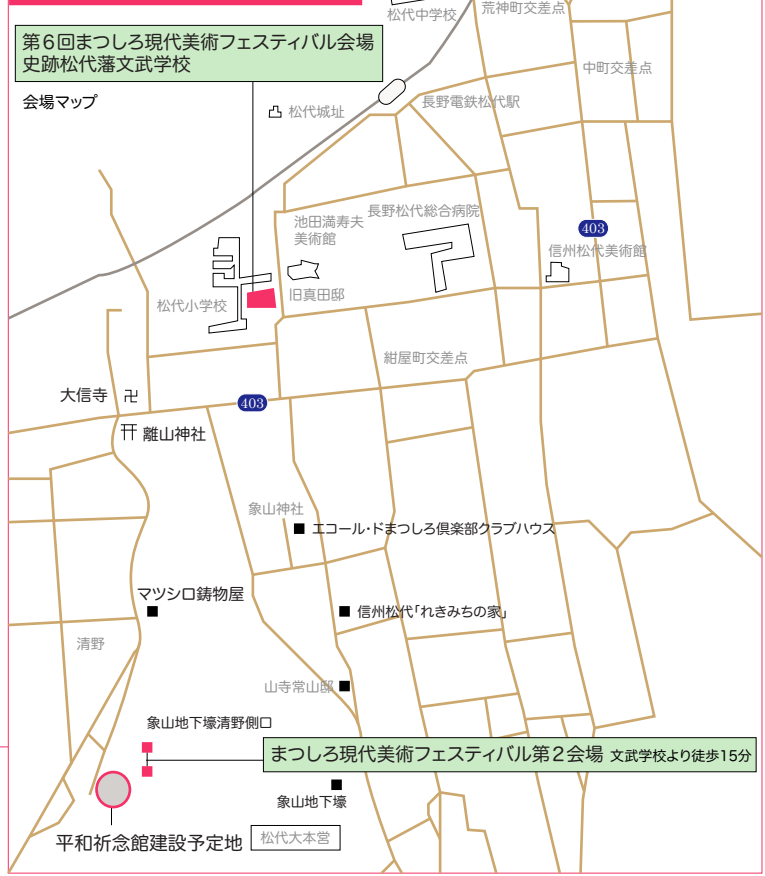 松代中学校
荒神町交差点
第6回まつしろ現代美術フェスティバル会場
史跡松代藩文武学校
中町交差点
会場マップ
松代城址
長野電鉄松代駅
池田満寿夫
美術館
長野松代総合病院
403
信州松代美術館
旧真田邸
松代小学校
紺屋町交差点
大信寺
卍
403
離山神社
象山神社
エコール・ドまつしろ倶楽部クラブハウス
マツシロ鋳物屋
信州松代「れきみちの家」
清野
山寺常山邸
象山地下壕清野側口
まつしろ現代美術フェスティバル第2会場 文武学校より徒歩15分
象山地下壕
平和祈念館建設予定地
松代大本営